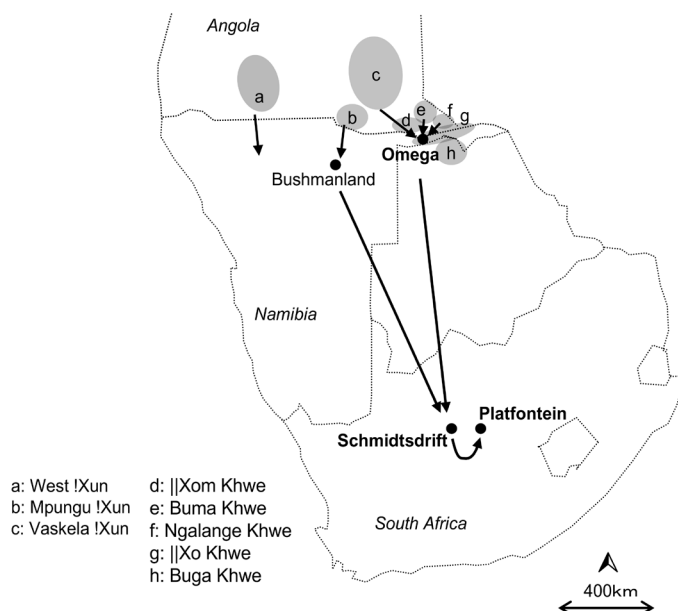 Angola
a
b
c
d
e
f
g
h
Omega
Bushmanland
Namibia
Platfontein
Schmidtsdrift
South Africa
a: West !Xun
b: Mpungu !Xun
c: Vaskela !Xun
d: ||Xom Khwe
e: Buma Khwe
f: Ngalange Khwe
g: ||Xo Khwe
h: Buga Khwe
400km